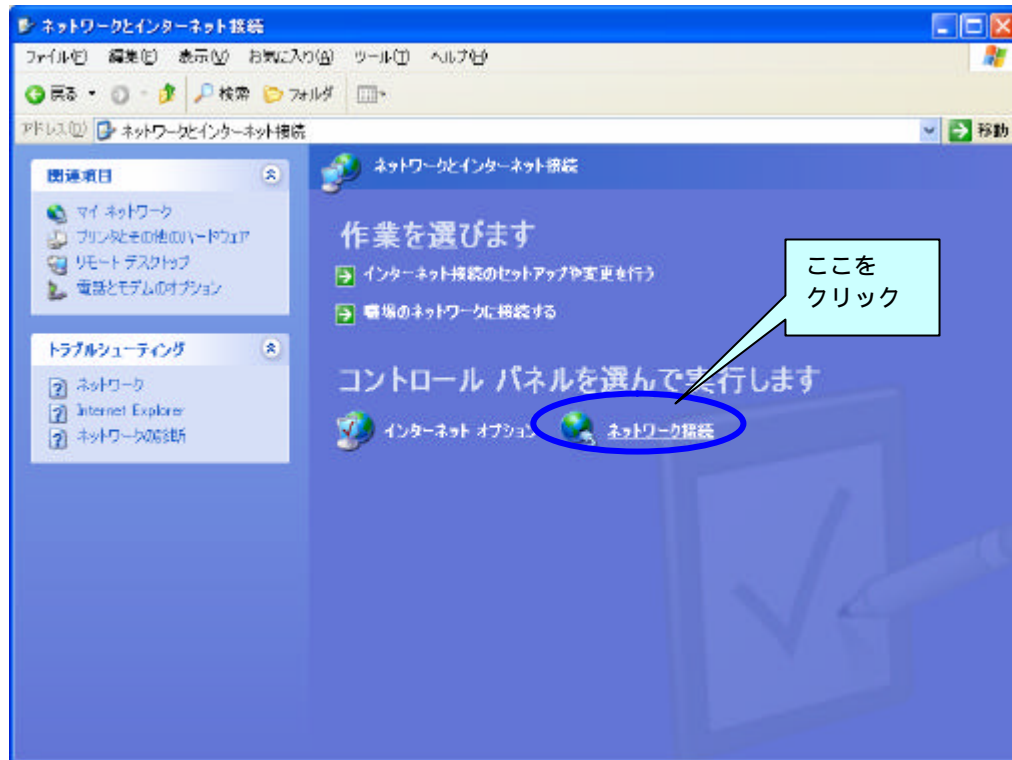 ネットワークとインターネット接続
ファイル(F) 編集(E) 表示(V) お気に入り(A) ツール(T) ヘルプ(H)
戻る 検索 フォルダ
アドレス(D) ネットワークとインターネット接続 移動
関連項目
マイ ネットワーク
プリンタとその他のハードウェア
リモート デスクトップ
電話とモデムのオプション
トラブルシューティング
ネットワーク
Internet Explorer
ネットワークの診断
ネットワークとインターネット接続
作業を選びます
インターネット接続のセットアップや変更を行う
職場のネットワークに接続する
ここを
クリック
コントロール パネルを選んで実行します
インターネット オプション ネットワーク接続